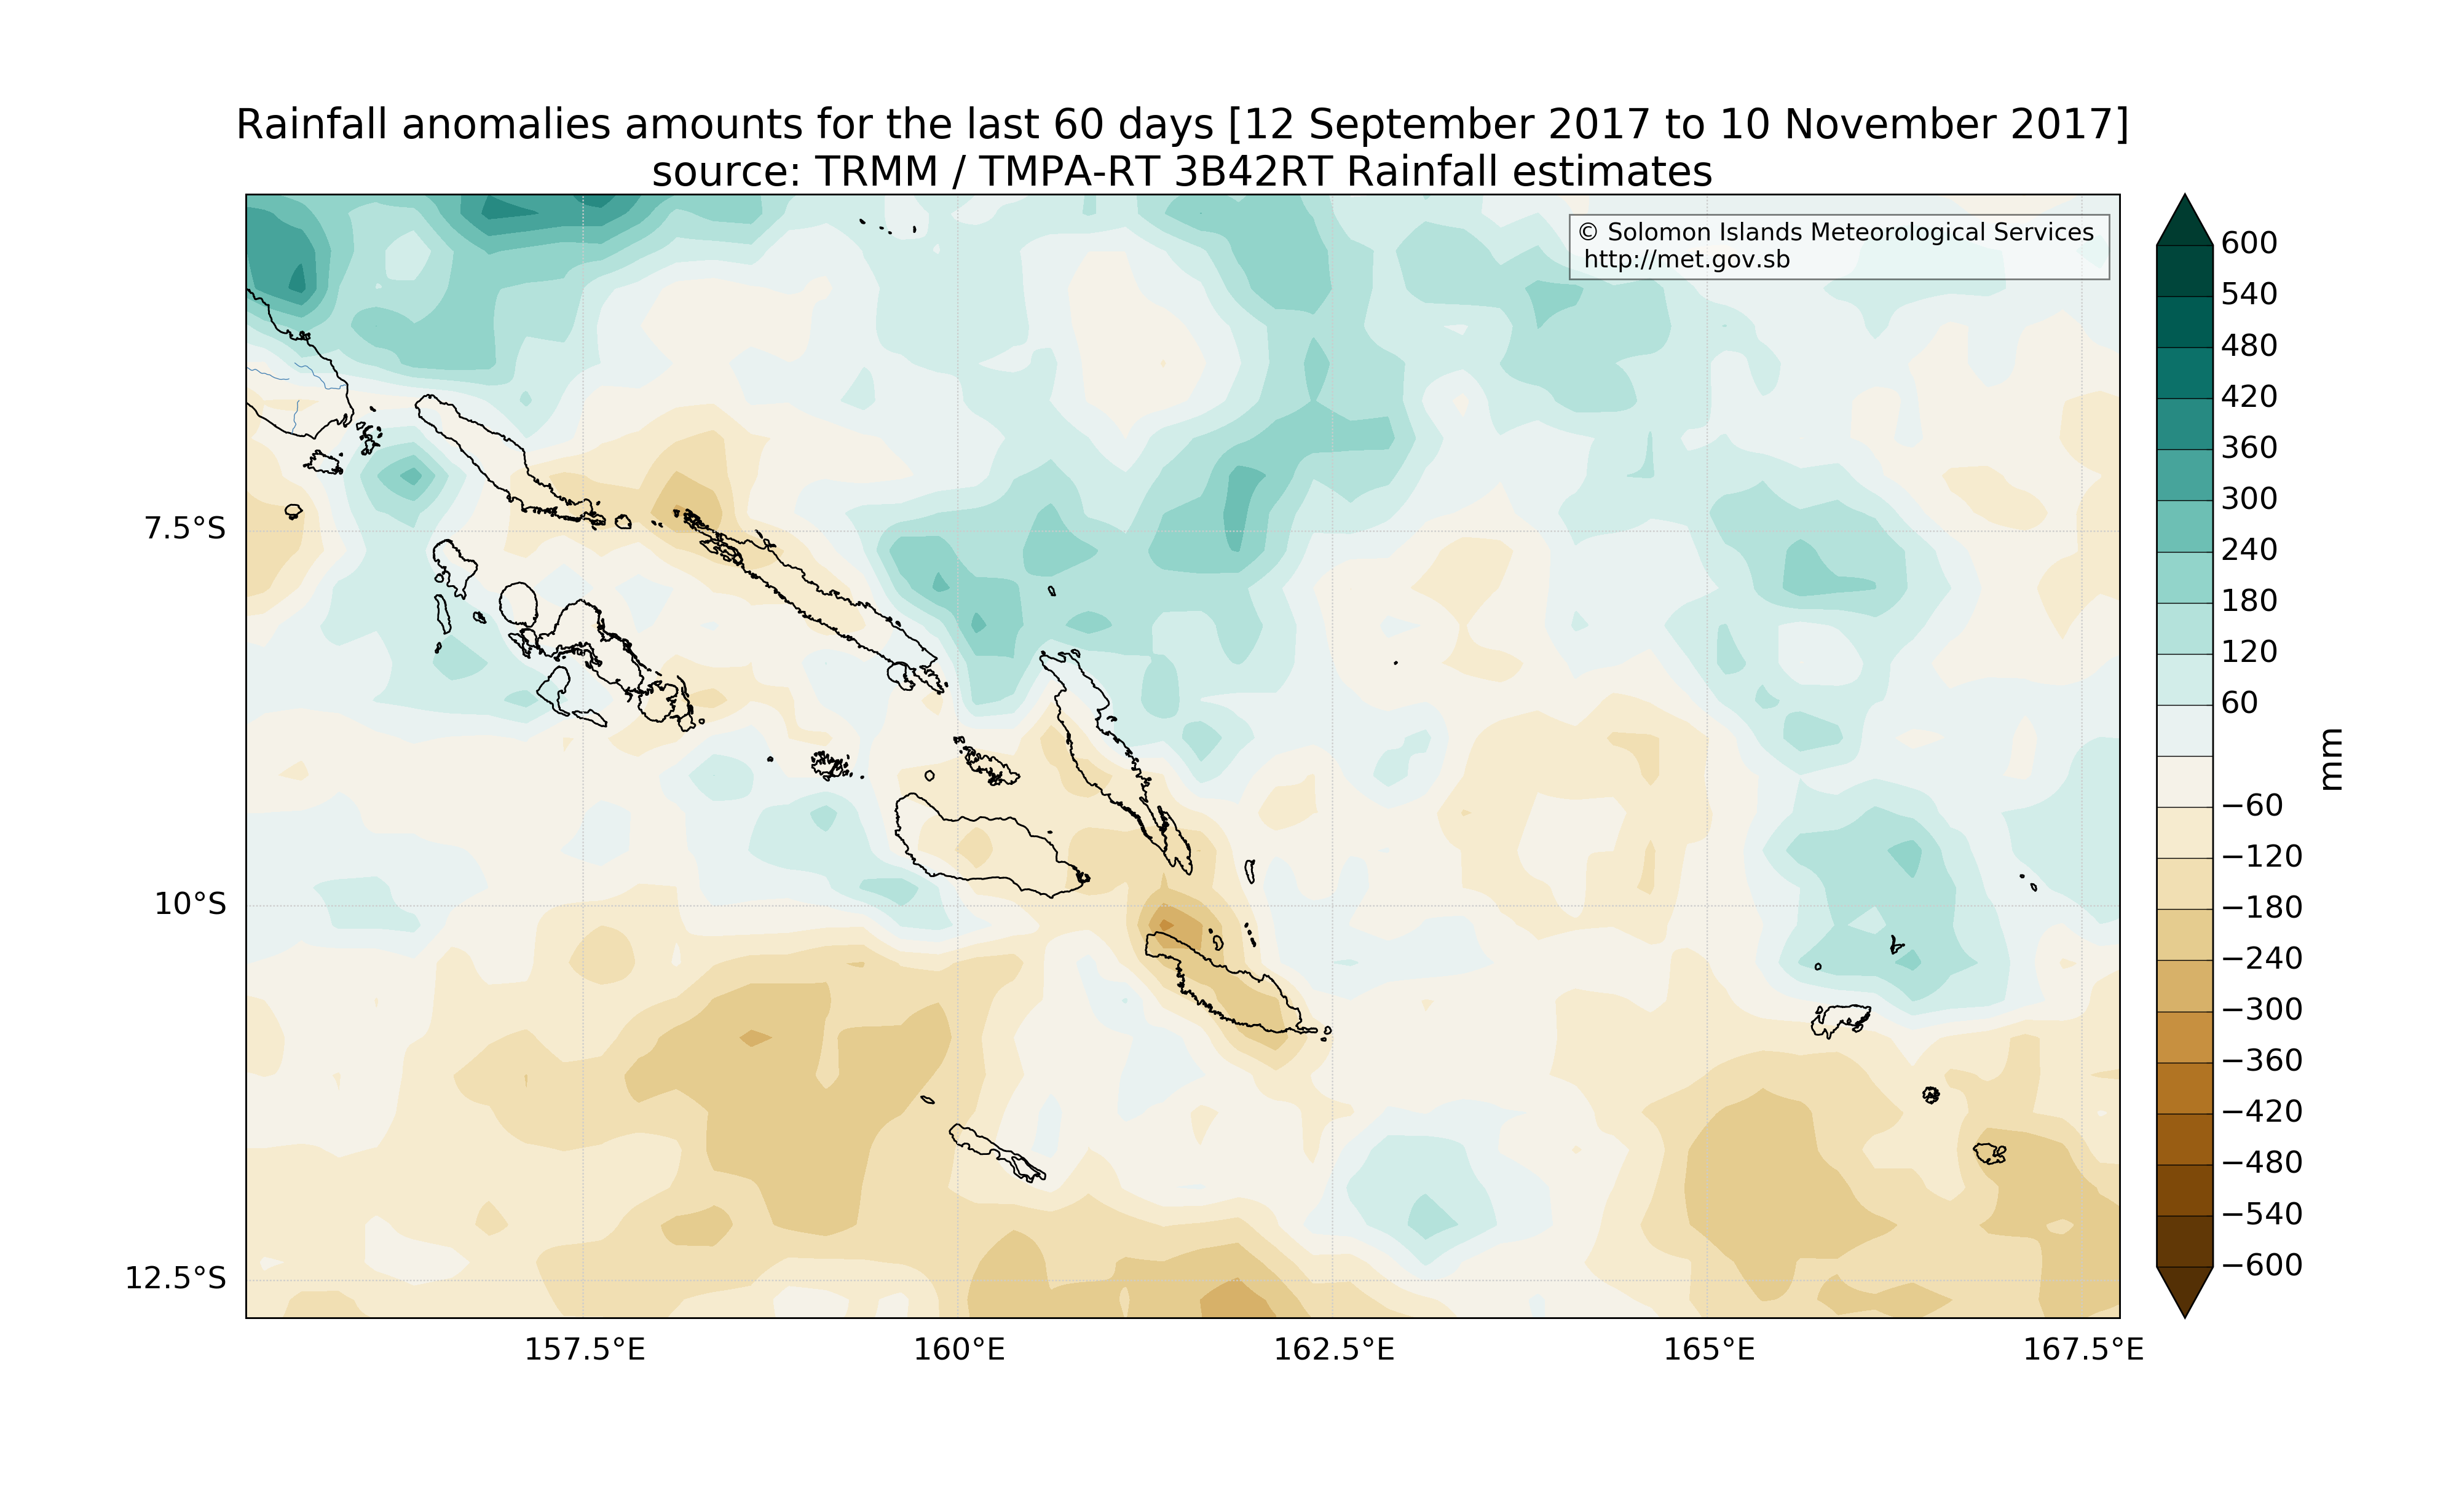 Rainfall anomalies amounts for the last 60 days [12 September 2017 to 10 November 2017]
source: TRMM / TMPA-RT 3B42RT Rainfall estimates
© Solomon Islands Meteorological Services
http://met.gov.sb
7.5°S
10°S
12.5°S
157.5°E
160°E
162.5°E
165°E
167.5°E
600
540
480
420
360
300
240
180
120
60
−60
−120
−180
−240
−300
−360
−420
−480
−540
−600
mm